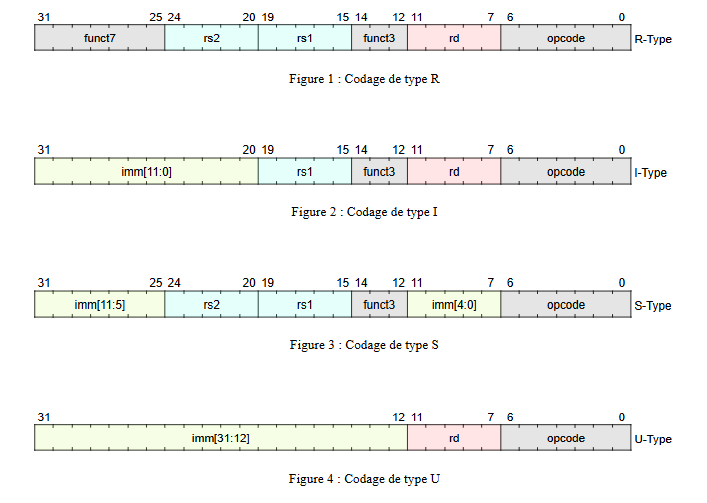 31 25 24 20 19 15 14 12 11 7 6 0
funct7 rs2 rs1 funct3 rd opcode R-Type
Figure 1 : Codage de type R
31 20 19 15 14 12 11 7 6 0
imm[11:0] rs1 funct3 rd opcode I-Type
Figure 2 : Codage de type I
31 25 24 20 19 15 14 12 11 7 6 0
imm[11:5] rs2 rs1 funct3 imm[4:0] opcode S-Type
Figure 3 : Codage de type S
31 12 11 7 6 0
imm[31:12] rd opcode U-Type
Figure 4 : Codage de type U